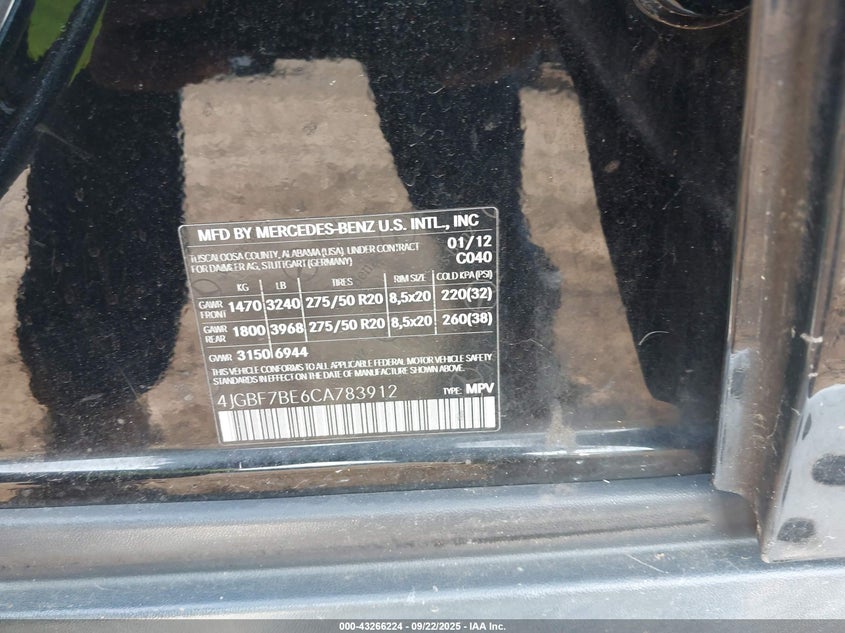 MFD BY MERCEDES-BENZ U.S. INTL., INC
TUSCALOOSA COUNTY, ALABAMA (USA), UNDER CONTRACT 01/12
FOR DAIMLER AG, STUTTGART (GERMANY) C040
KG LB TIRES RIM SIZE COLD KPA (PSI)
GAWR FRONT 1470 3240 275/50 R20 8,5x20 220(32)
GAWR REAR 1800 3968 275/50 R20 8,5x20 260(38)
GVWR 3150 6944
THIS VEHICLE CONFORMS TO ALL APPLICABLE FEDERAL MOTOR VEHICLE SAFETY
STANDARDS IN EFFECT ON THE DATE OF MANUFACTURE SHOWN ABOVE.
4JGBF7BE6CA783912 TYPE: MPV
000-43266224 - 09/22/2025 - IAA Inc.